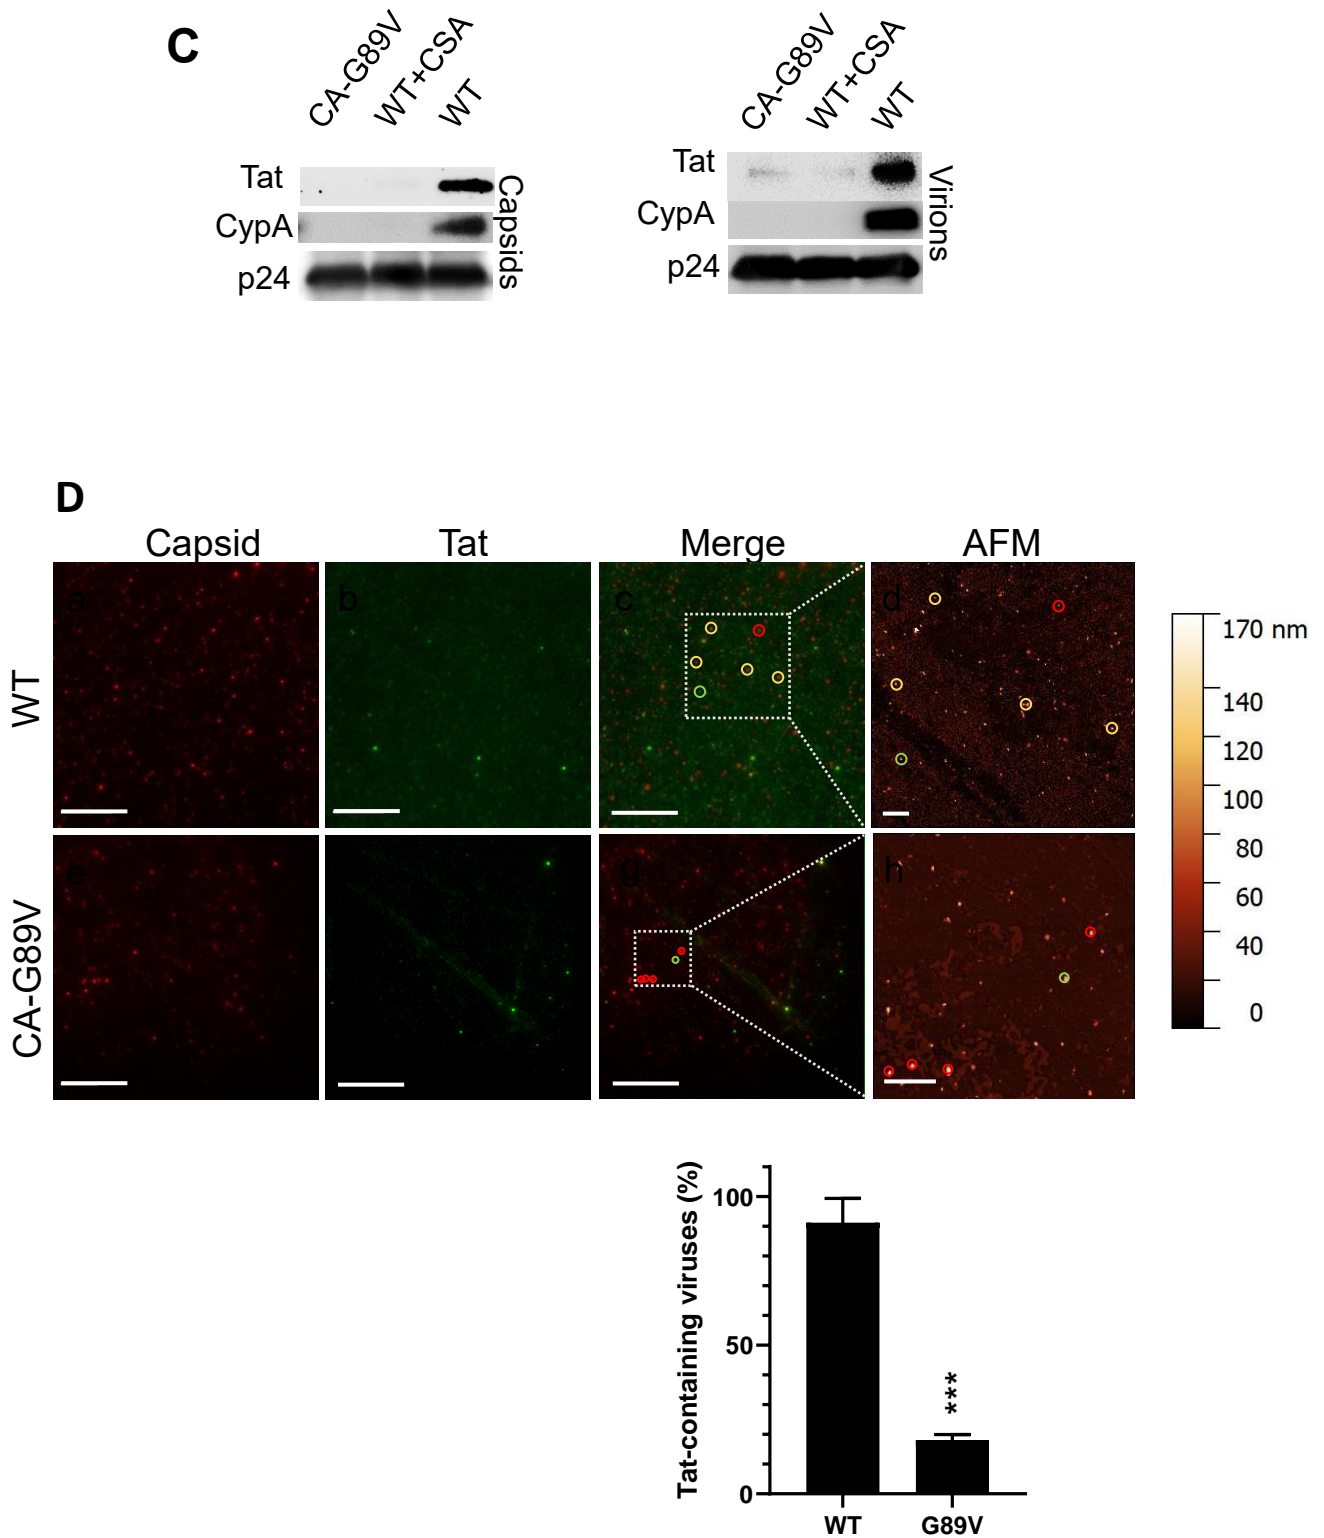 C
CA-G89V
WT+CSA
WT
Tat
CypA
p24
Capsids
CA-G89V
WT+CSA
WT
Tat
CypA
p24
Virions
D
Capsid
Tat
Merge
AFM
WT
a
b
c
d
CA-G89V
e
g
h
170 nm
140
120
100
80
60
40
0
Tat-containing viruses (%)
100
50
0
***
WT
G89V